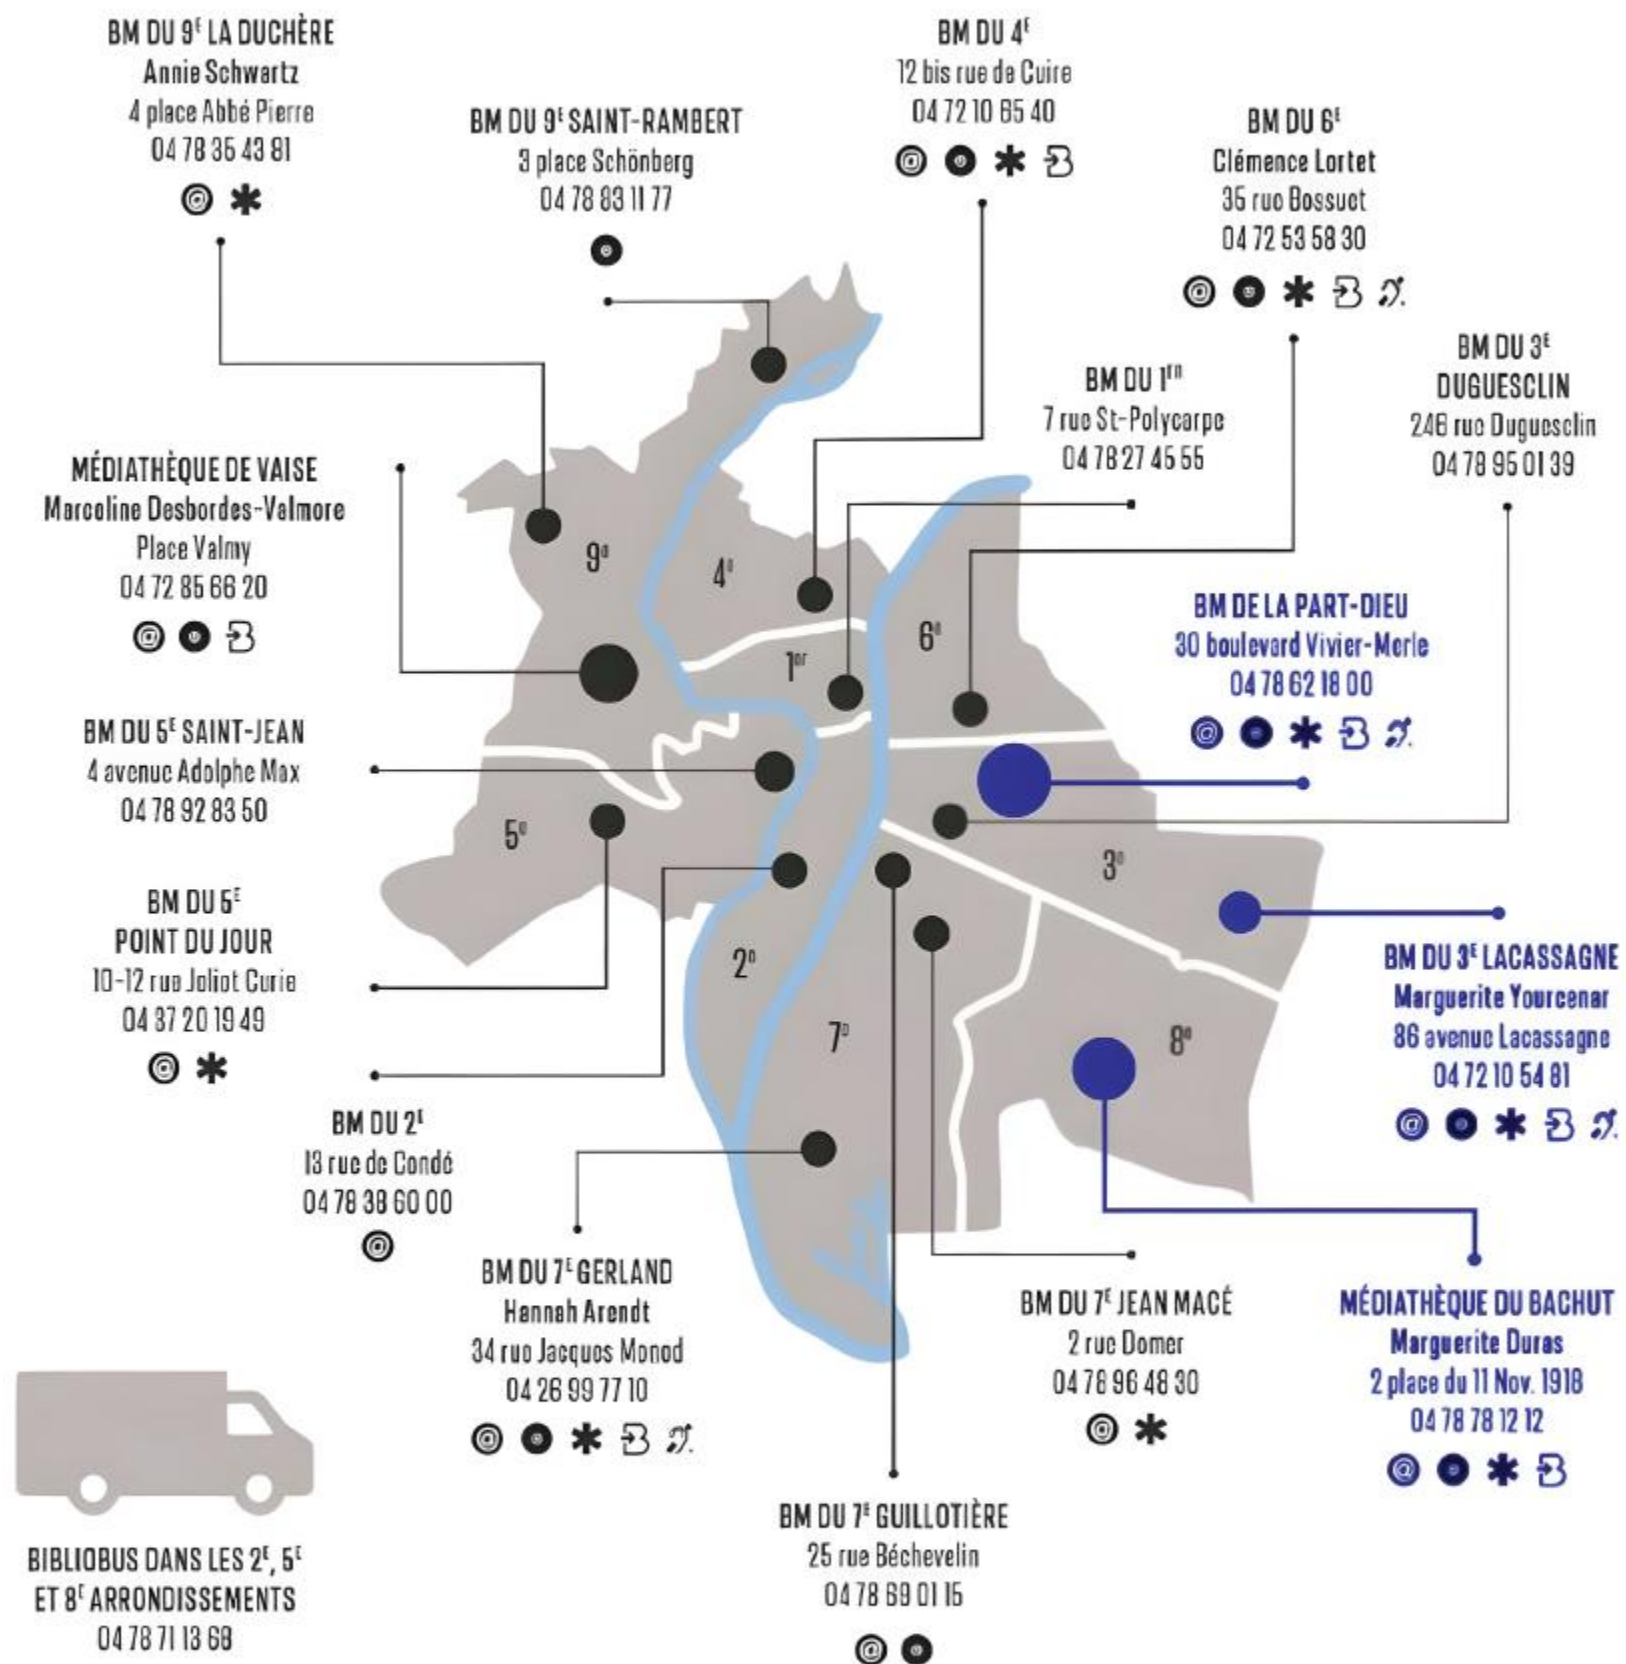 BM DU 9E LA DUCHÈRE
Annie Schwartz
4 place Abbé Pierre
04 78 35 43 81
BM DU 9E SAINT-RAMBERT
3 place Schönberg
04 78 83 11 77
BM DU 4E
12 bis rue de Cuire
04 72 10 65 40
BM DU 6E
Clémence Lortet
35 rue Bossuet
04 72 53 58 30
BM DU 1ER
7 rue St-Polycarpe
04 78 27 45 55
BM DU 3E
DUGUESCLIN
246 rue Duguesclin
04 78 95 01 39
MÉDIATHÈQUE DE VAISE
Marceline Desbordes-Valmore
Place Valmy
04 72 85 66 20
BM DE LA PART-DIEU
30 boulevard Vivier-Merle
04 78 62 18 00
BM DU 5E SAINT-JEAN
4 avenue Adolphe Max
04 78 92 83 50
BM DU 5E
POINT DU JOUR
10-12 rue Joliot Curie
04 37 20 19 49
BM DU 3E LACASSAGNE
Marguerite Yourcenar
86 avenue Lacassagne
04 72 10 54 81
BM DU 2E
13 rue de Condé
04 78 38 60 00
BM DU 7E GERLAND
Hannah Arendt
34 rue Jacques Monod
04 26 99 77 10
BM DU 7E JEAN MACÉ
2 rue Domer
04 78 96 48 30
MÉDIATHÈQUE DU BACHUT
Marguerite Duras
2 place du 11 Nov. 1918
04 78 78 12 12
BM DU 7E GUILLOTIÈRE
25 rue Béchevelin
04 78 69 01 15
BIBLIOBUS DANS LES 2E, 5E
ET 8E ARRONDISSEMENTS
04 78 71 13 68
9e
4e
1er
6e
5e
3e
2e
7e
8e